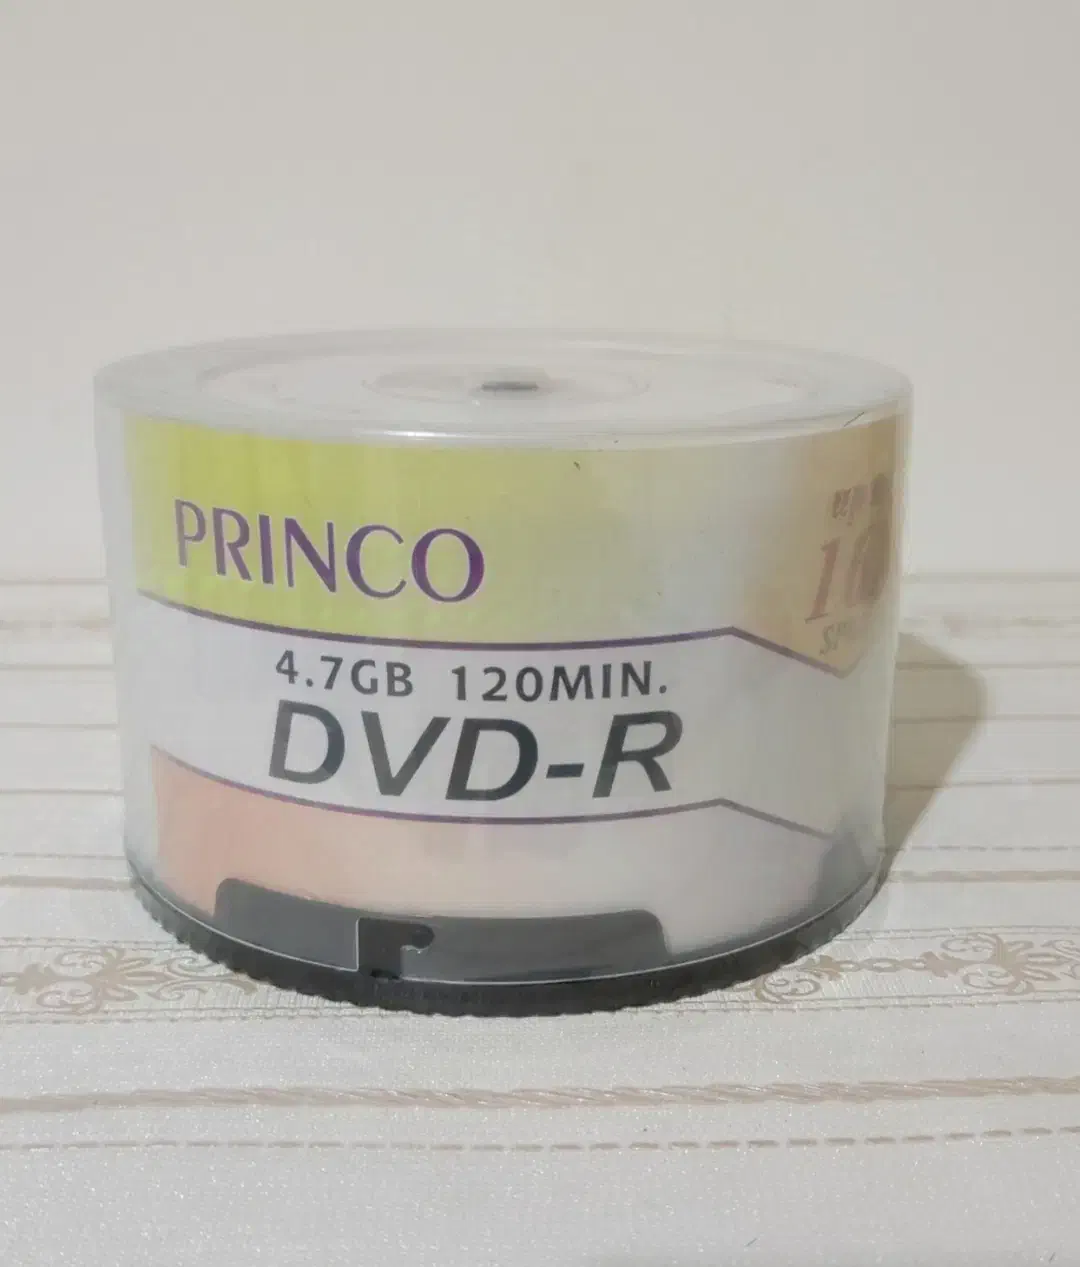 PRINCO
4.7GB 120MIN.
DVD-R